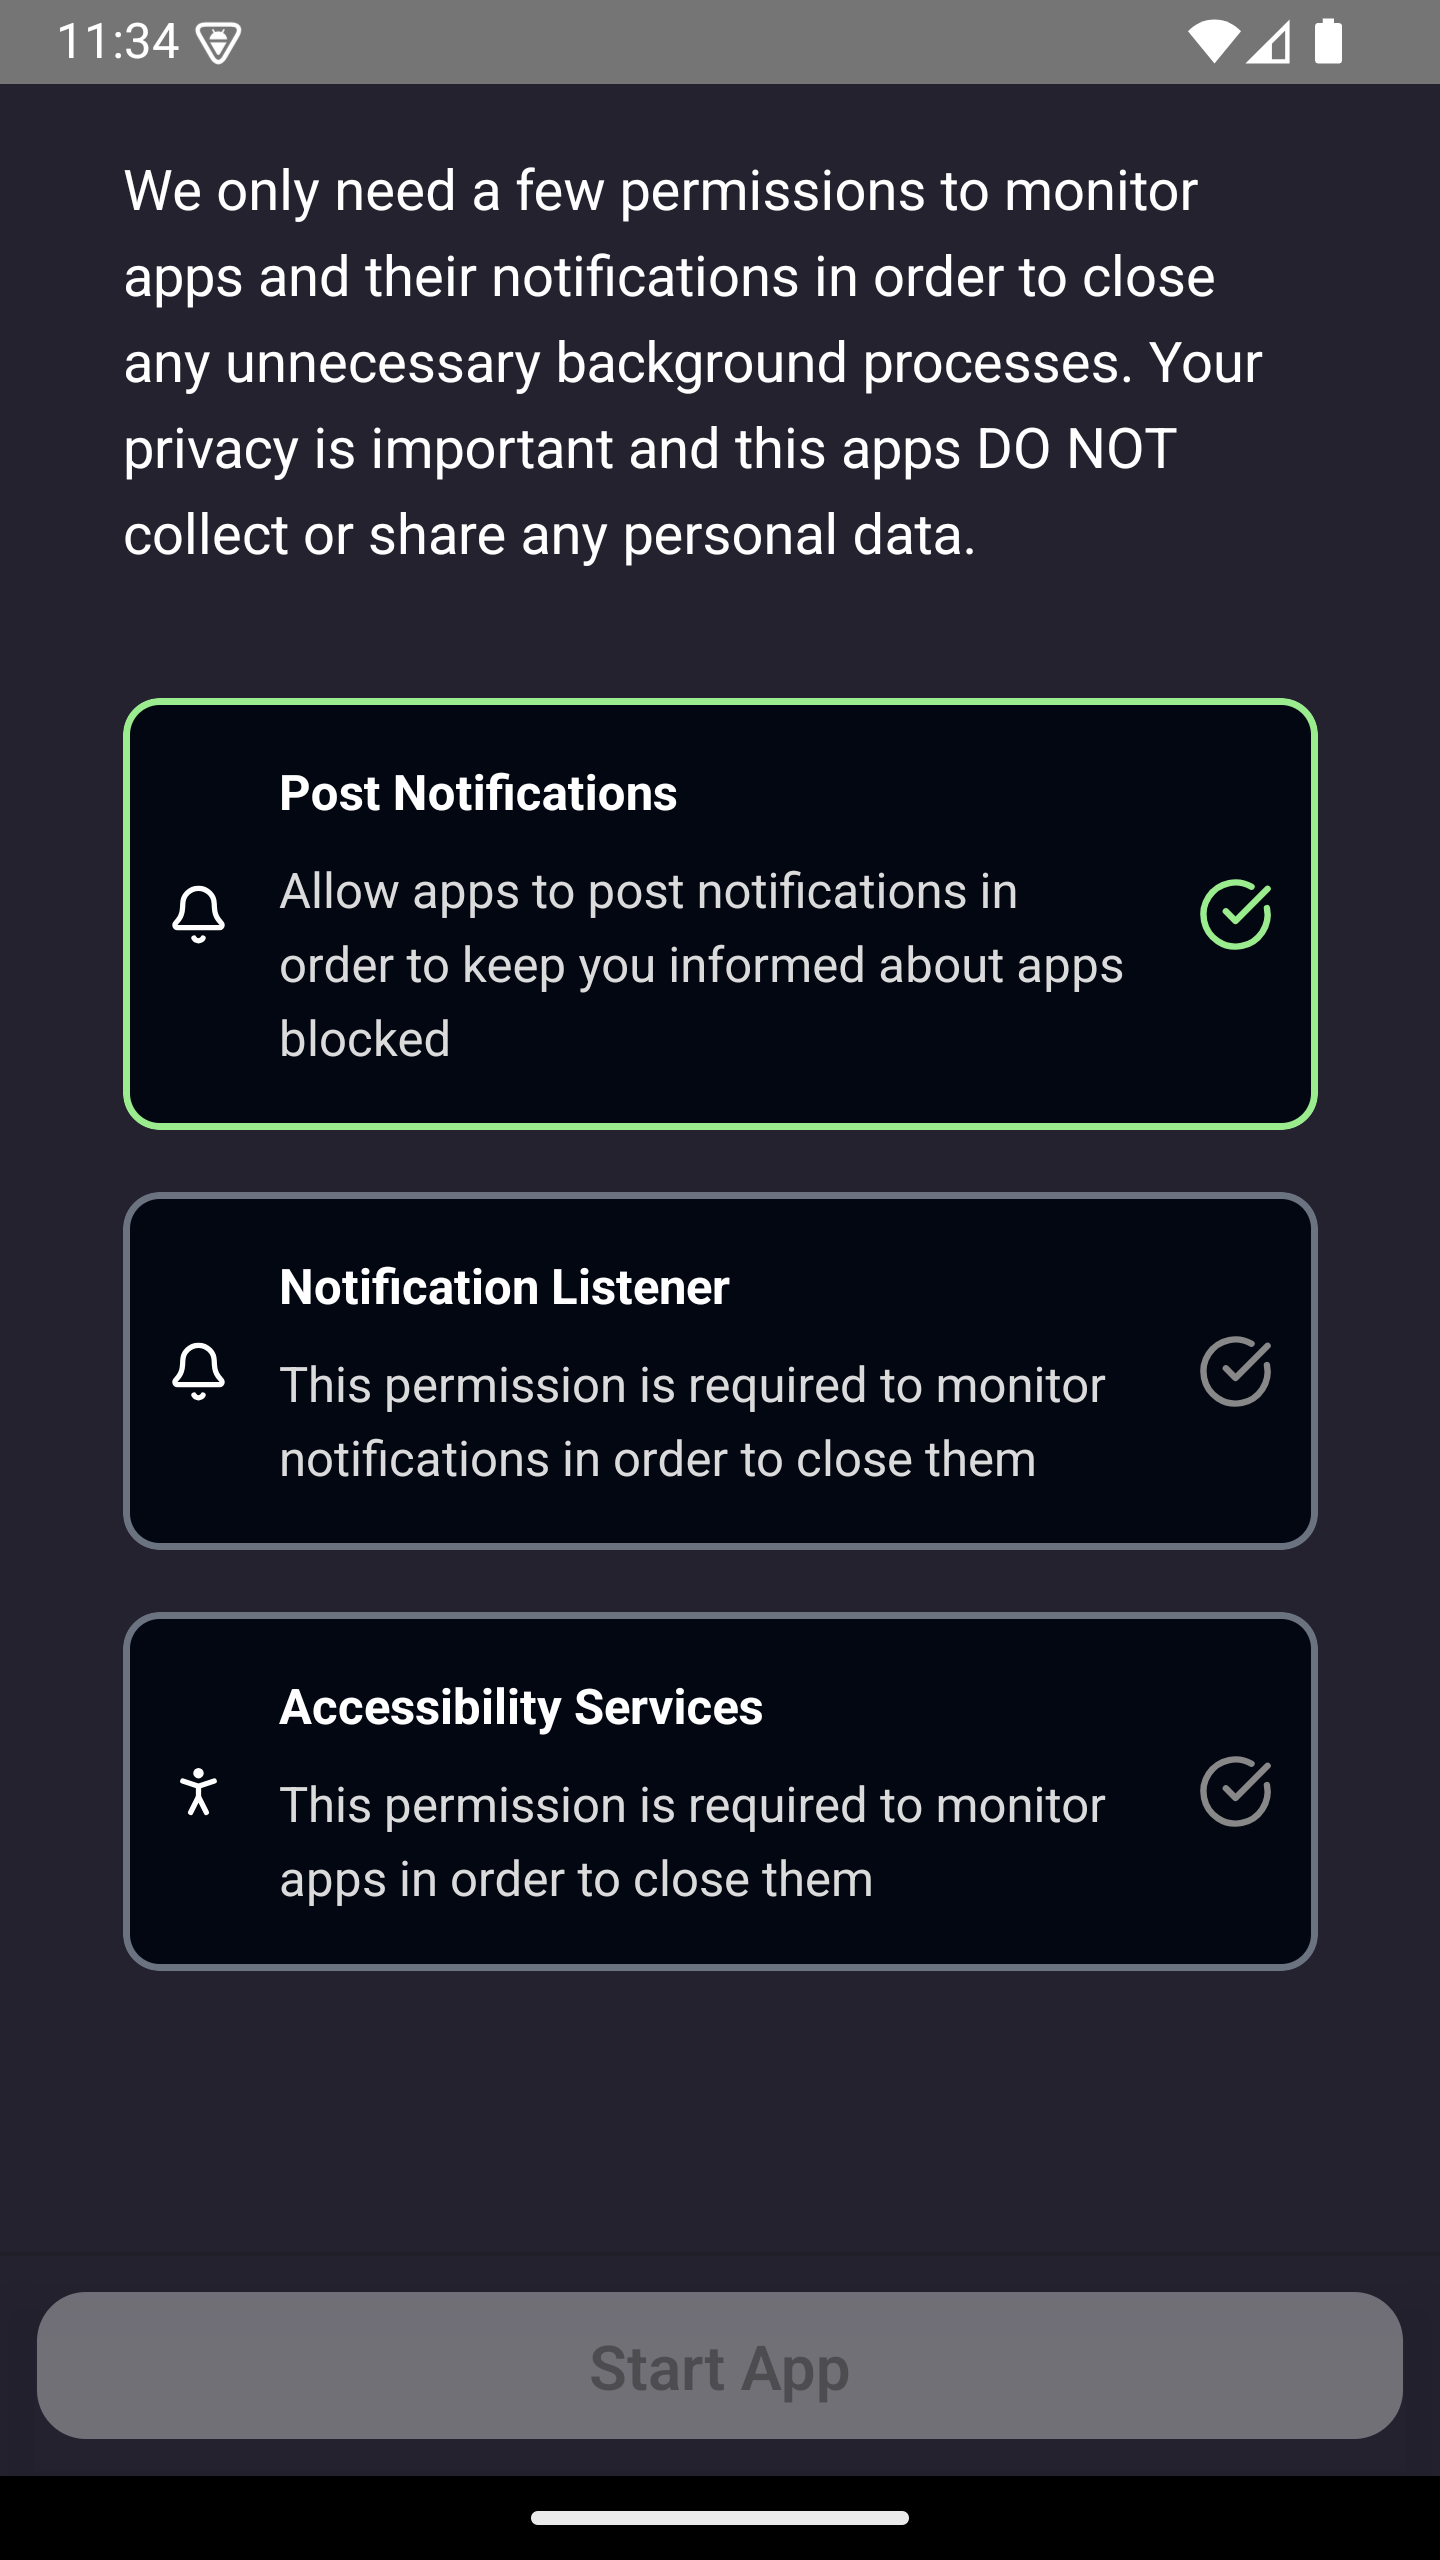 11:34
We only need a few permissions to monitor
apps and their notifications in order to close
any unnecessary background processes. Your
privacy is important and this apps DO NOT
collect or share any personal data.
Post Notifications
Allow apps to post notifications in
order to keep you informed about apps
blocked
Notification Listener
This permission is required to monitor
notifications in order to close them
Accessibility Services
This permission is required to monitor
apps in order to close them
Start App